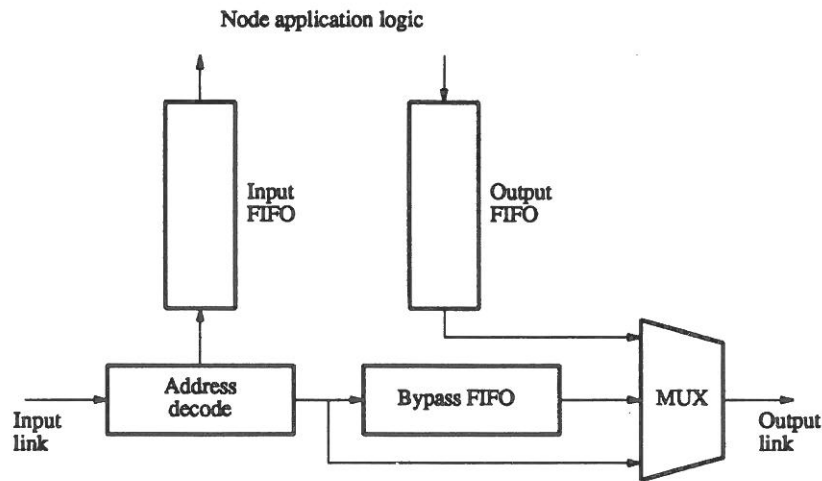 Node application logic
Input
FIFO
Output
FIFO
Address
decode
Bypass FIFO
MUX
Input
link
Output
link